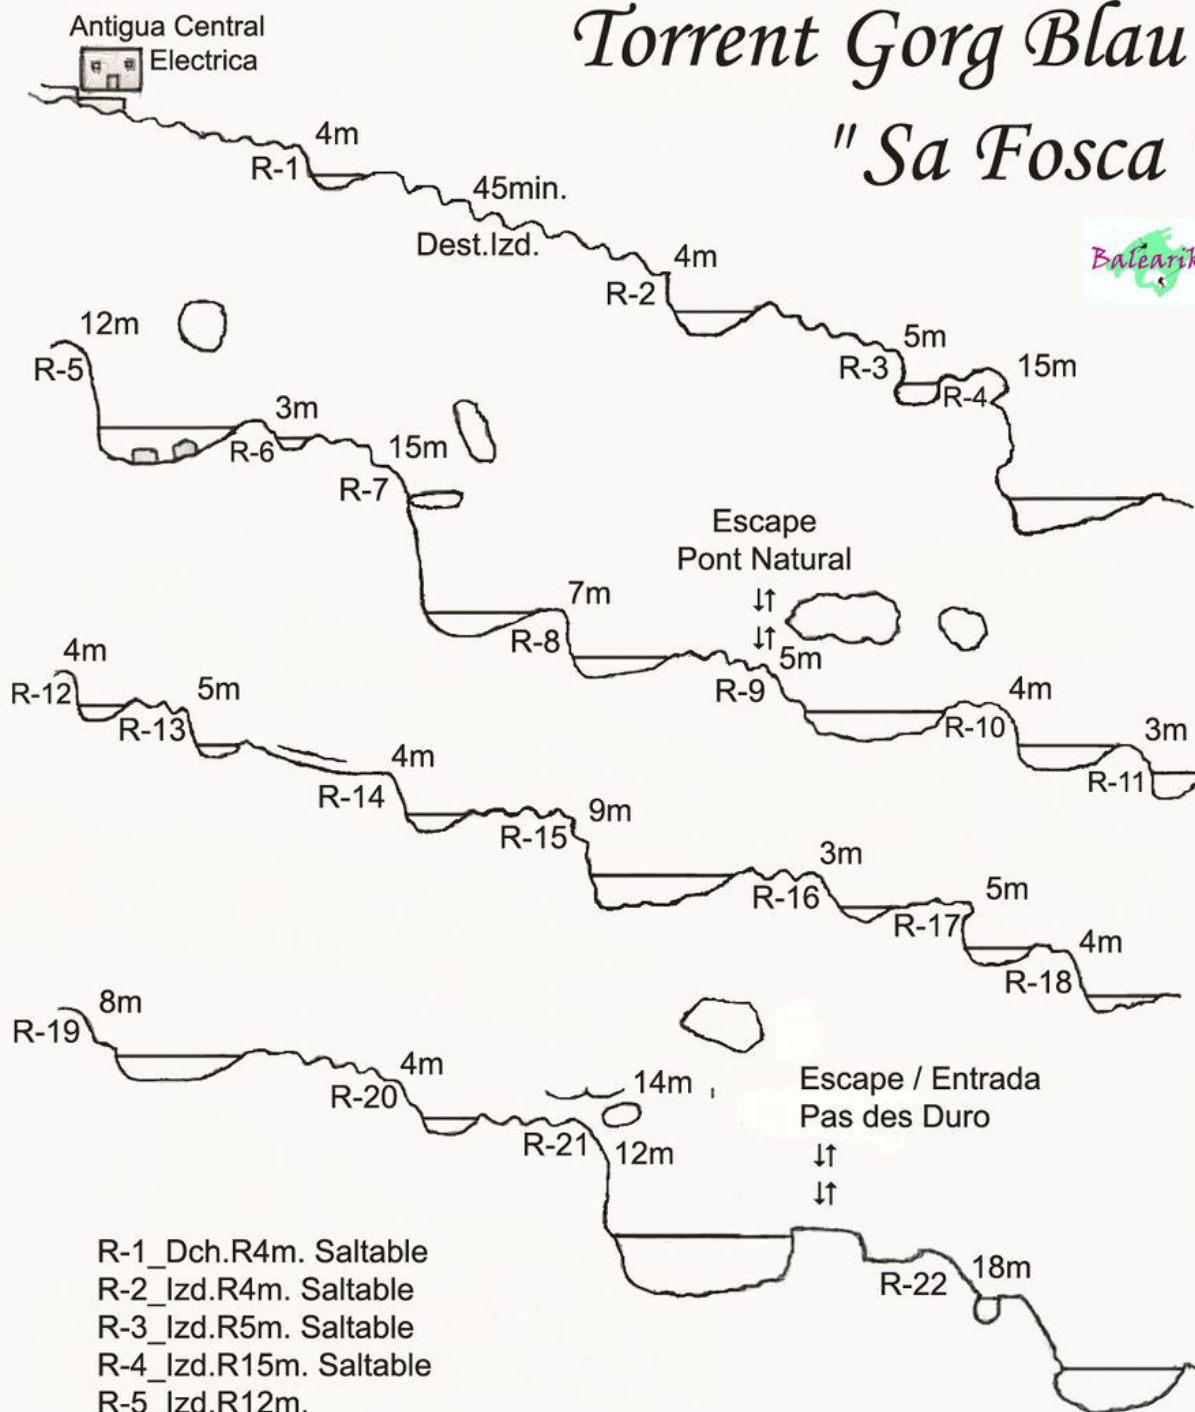 Torrent Gorg Blau
" Sa Fosca
Antigua Central
Electrica
4m
R-1
45min.
Dest.Izd.
4m
R-2
Balearik
5m
R-3
15m
R-4
12m
R-5
3m
R-6
15m
R-7
Escape
Pont Natural
↓↑
↓↑
7m
R-8
5m
R-9
4m
R-10
3m
R-11
4m
R-12
5m
R-13
4m
R-14
9m
R-15
3m
R-16
5m
R-17
4m
R-18
8m
R-19
4m
R-20
14m
R-21
12m
Escape / Entrada
Pas des Duro
↓↑
↓↑
R-22
18m
R-1_Dch.R4m. Saltable
R-2_Izd.R4m. Saltable
R-3_Izd.R5m. Saltable
R-4_Izd.R15m. Saltable
R-5_Izd.R12m.